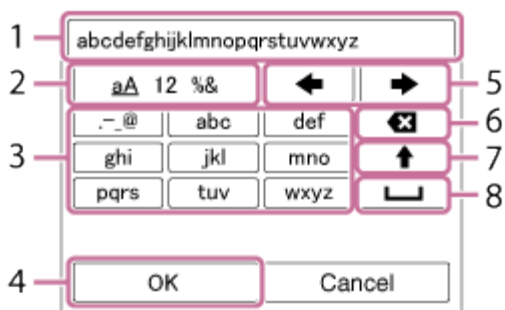 1 abcdefghijklmnopqrstuvwxyz
2 aA 12 %& 5
.-_@ abc def 6
3 ghi jkl mno 7
pqrs tuv wxyz 8
4 OK Cancel